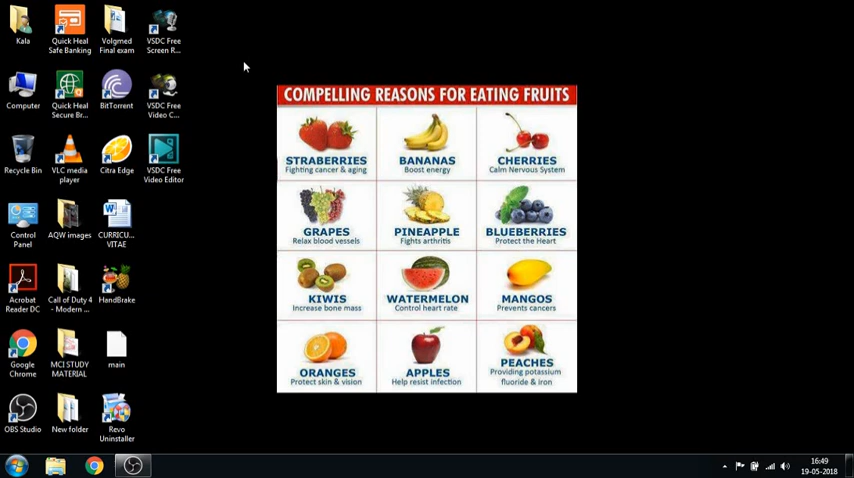 Kala
Quick Heal
Safe Banking
Volgmed
Final exam
VSDC Free
Screen R...
Computer
Quick Heal
Secure Br...
BitTorrent
VSDC Free
Video C...
Recycle Bin
VLC media
player
Citra Edge
VSDC Free
Video Editor
Control
Panel
AQW images
CURRICU...
VITAE
Acrobat
Reader DC
Call of Duty 4
- Modern ...
HandBrake
Google
Chrome
MCI STUDY
MATERIAL
main
OBS Studio
New folder
Revo
Uninstaller
COMPELLING REASONS FOR EATING FRUITS
STRABERRIES
Fighting cancer & aging
BANANAS
Boost energy
CHERRIES
Calm Nervous System
GRAPES
Relax blood vessels
PINEAPPLE
Fights arthritis
BLUEBERRIES
Protect the Heart
KIWIS
Increase bone mass
WATERMELON
Control heart rate
MANGOS
Prevents cancers
ORANGES
Protect skin & vision
APPLES
Help resist infection
PEACHES
Providing potassium
fluoride & iron
16:49
19-05-2018